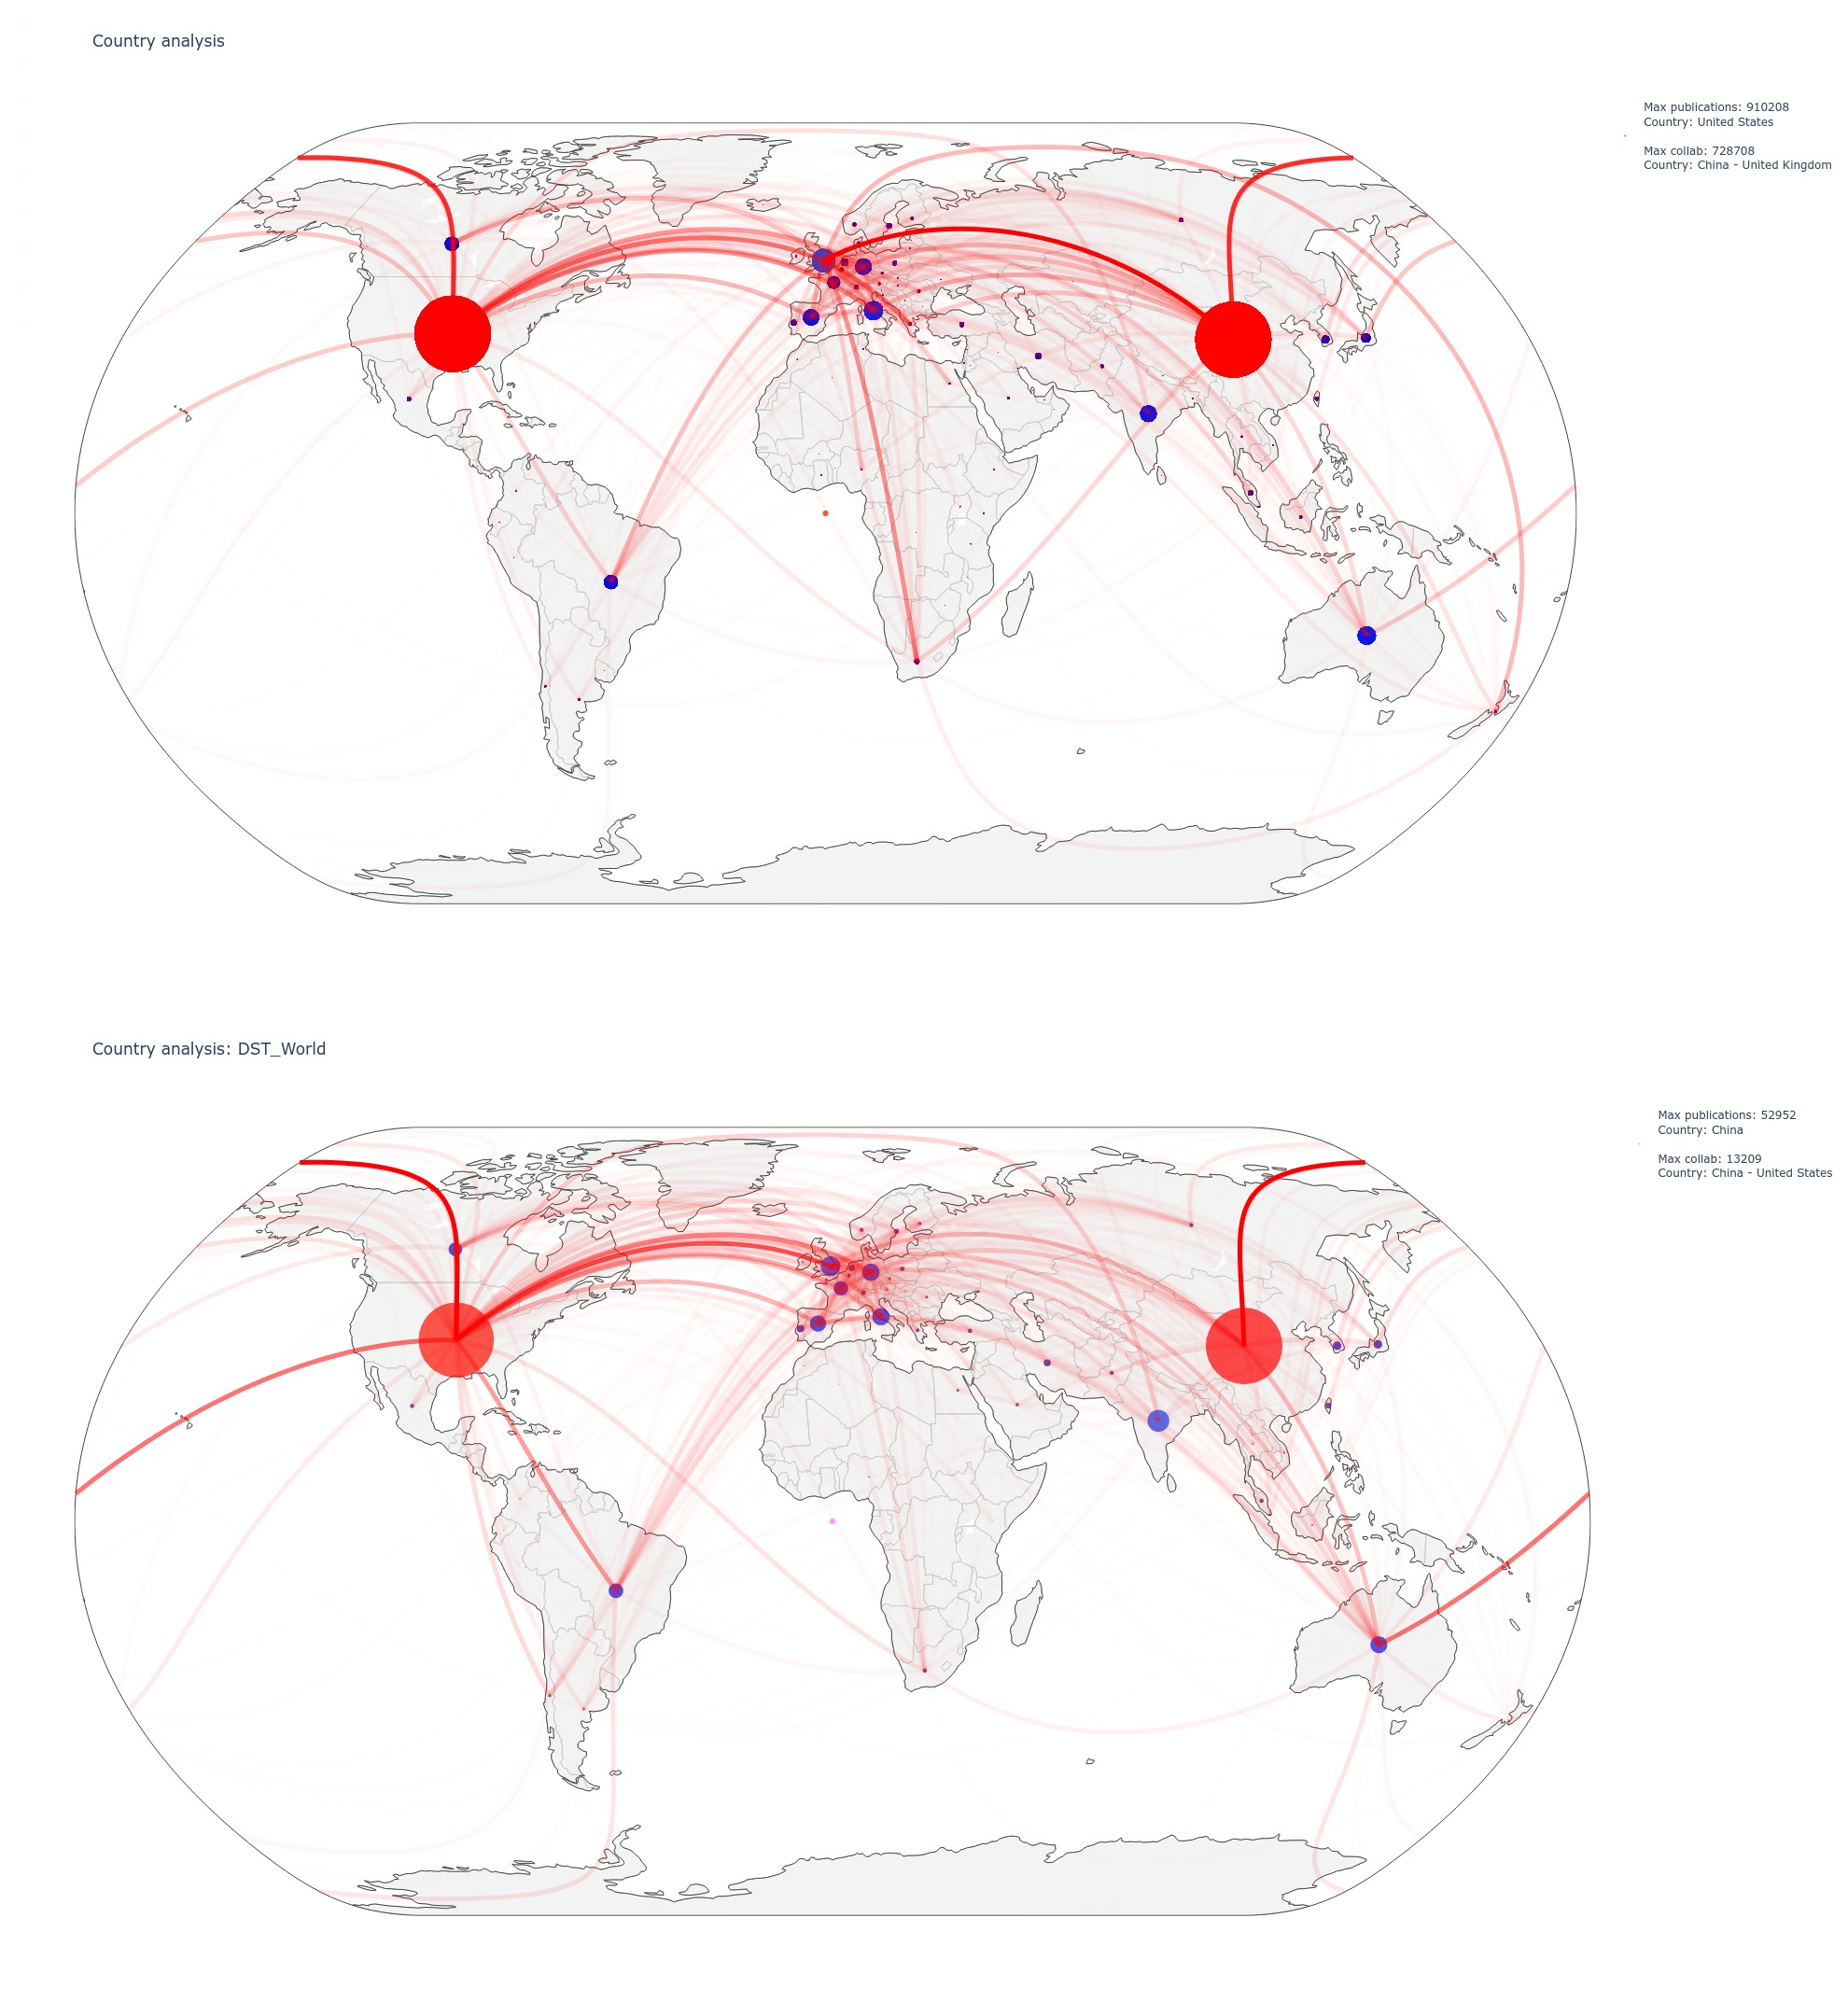 Country analysis
Max publications: 910208
Country: United States
Max collab: 728708
Country: China - United Kingdom
Country analysis: DST_World
Max publications: 52952
Country: China
Max collab: 13209
Country: China - United States